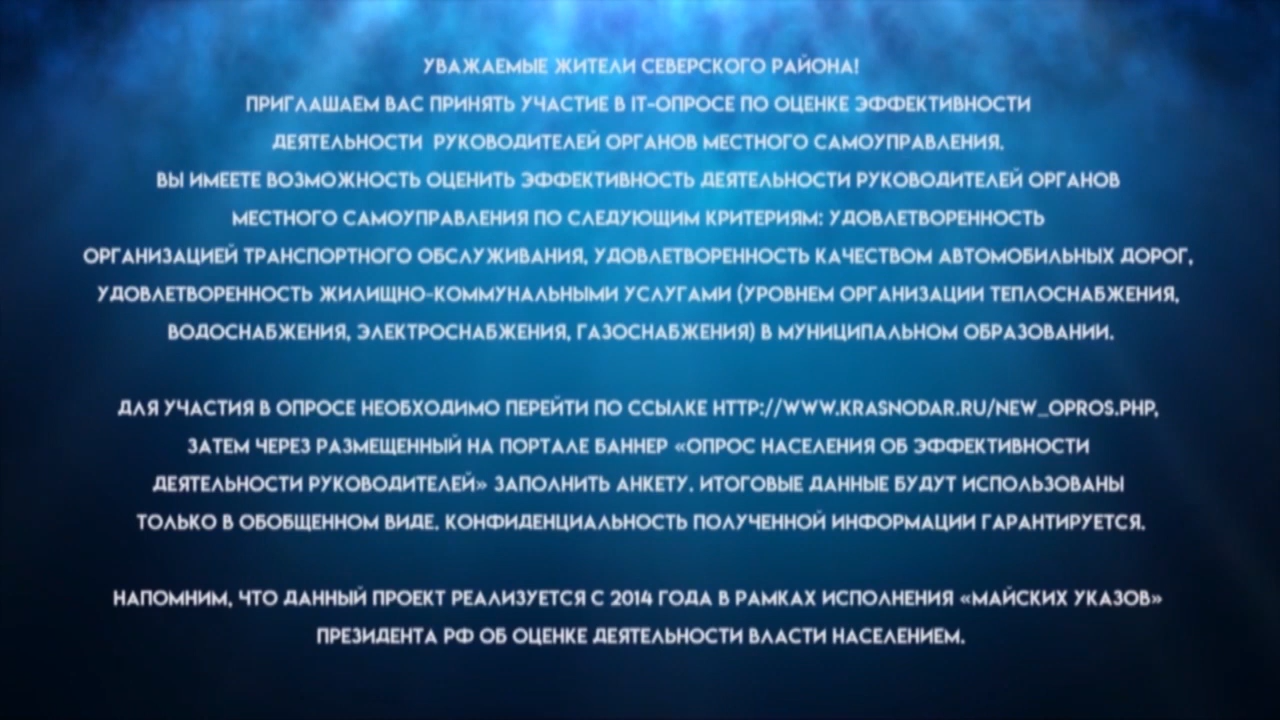 УВАЖАЕМЫЕ ЖИТЕЛИ СЕВЕРСКОГО РАЙОНА!
ПРИГЛАШАЕМ ВАС ПРИНЯТЬ УЧАСТИЕ В IT-ОПРОСЕ ПО ОЦЕНКЕ ЭФФЕКТИВНОСТИ
ДЕЯТЕЛЬНОСТИ РУКОВОДИТЕЛЕЙ ОРГАНОВ МЕСТНОГО САМОУПРАВЛЕНИЯ.
ВЫ ИМЕЕТЕ ВОЗМОЖНОСТЬ ОЦЕНИТЬ ЭФФЕКТИВНОСТЬ ДЕЯТЕЛЬНОСТИ РУКОВОДИТЕЛЕЙ ОРГАНОВ
МЕСТНОГО САМОУПРАВЛЕНИЯ ПО СЛЕДУЮЩИМ КРИТЕРИЯМ: УДОВЛЕТВОРЕННОСТЬ
ОРГАНИЗАЦИЕЙ ТРАНСПОРТНОГО ОБСЛУЖИВАНИЯ, УДОВЛЕТВОРЕННОСТЬ КАЧЕСТВОМ АВТОМОБИЛЬНЫХ ДОРОГ,
УДОВЛЕТВОРЕННОСТЬ ЖИЛИЩНО-КОММУНАЛЬНЫМИ УСЛУГАМИ (УРОВНЕМ ОРГАНИЗАЦИИ ТЕПЛОСНАБЖЕНИЯ,
ВОДОСНАБЖЕНИЯ, ЭЛЕКТРОСНАБЖЕНИЯ, ГАЗОСНАБЖЕНИЯ) В МУНИЦИПАЛЬНОМ ОБРАЗОВАНИИ.
ДЛЯ УЧАСТИЯ В ОПРОСЕ НЕОБХОДИМО ПЕРЕЙТИ ПО ССЫЛКЕ HTTP://WWW.KRASNODAR.RU/NEW_OPROS.PHP,
ЗАТЕМ ЧЕРЕЗ РАЗМЕЩЕННЫЙ НА ПОРТАЛЕ БАННЕР «ОПРОС НАСЕЛЕНИЯ ОБ ЭФФЕКТИВНОСТИ
ДЕЯТЕЛЬНОСТИ РУКОВОДИТЕЛЕЙ» ЗАПОЛНИТЬ АНКЕТУ. ИТОГОВЫЕ ДАННЫЕ БУДУТ ИСПОЛЬЗОВАНЫ
ТОЛЬКО В ОБОБЩЕННОМ ВИДЕ. КОНФИДЕНЦИАЛЬНОСТЬ ПОЛУЧЕННОЙ ИНФОРМАЦИИ ГАРАНТИРУЕТСЯ.
НАПОМНИМ, ЧТО ДАННЫЙ ПРОЕКТ РЕАЛИЗУЕТСЯ С 2014 ГОДА В РАМКАХ ИСПОЛНЕНИЯ «МАЙСКИХ УКАЗОВ»
ПРЕЗИДЕНТА РФ ОБ ОЦЕНКЕ ДЕЯТЕЛЬНОСТИ ВЛАСТИ НАСЕЛЕНИЕМ.